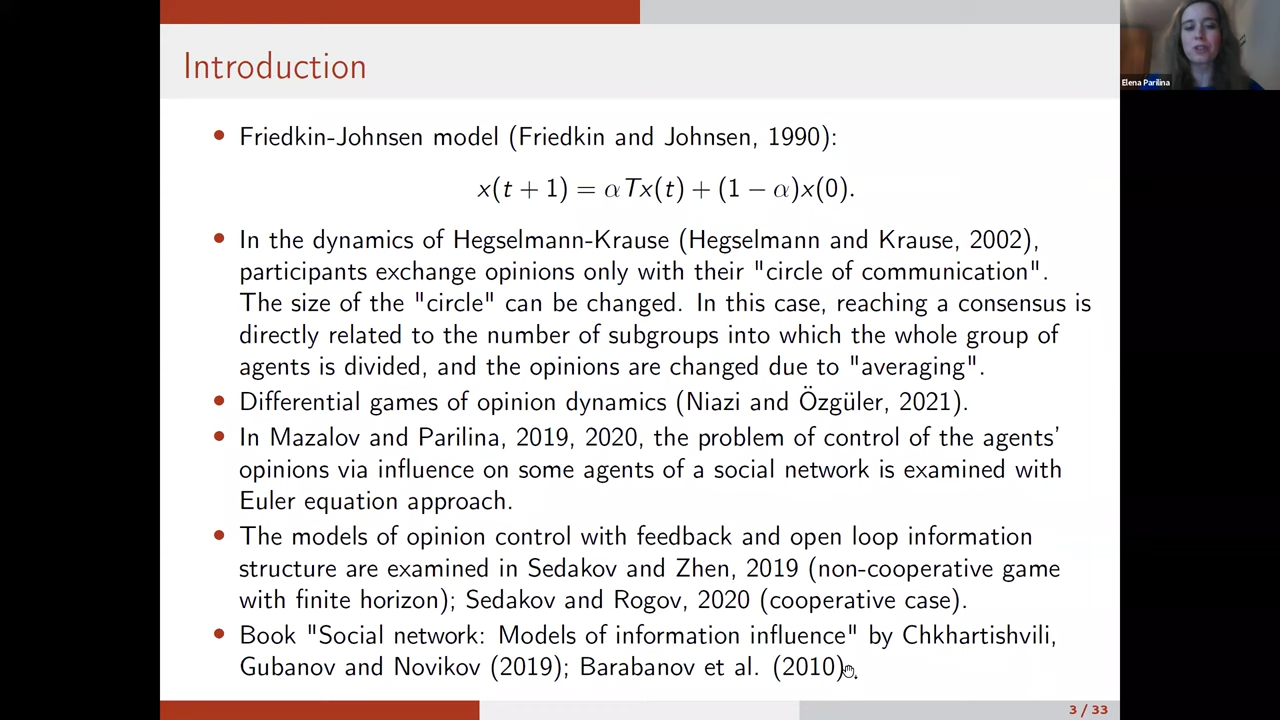 Elena Parilina
Introduction
• Friedkin-Johnsen model (Friedkin and Johnsen, 1990):
x(t + 1) = αTx(t) + (1 − α)x(0).
• In the dynamics of Hegselmann-Krause (Hegselmann and Krause, 2002),
participants exchange opinions only with their "circle of communication".
The size of the "circle" can be changed. In this case, reaching a consensus is
directly related to the number of subgroups into which the whole group of
agents is divided, and the opinions are changed due to "averaging".
• Differential games of opinion dynamics (Niazi and Özgüler, 2021).
• In Mazalov and Parilina, 2019, 2020, the problem of control of the agents'
opinions via influence on some agents of a social network is examined with
Euler equation approach.
• The models of opinion control with feedback and open loop information
structure are examined in Sedakov and Zhen, 2019 (non-cooperative game
with finite horizon); Sedakov and Rogov, 2020 (cooperative case).
• Book "Social network: Models of information influence" by Chkhartishvili,
Gubanov and Novikov (2019); Barabanov et al. (2010).
3 / 33